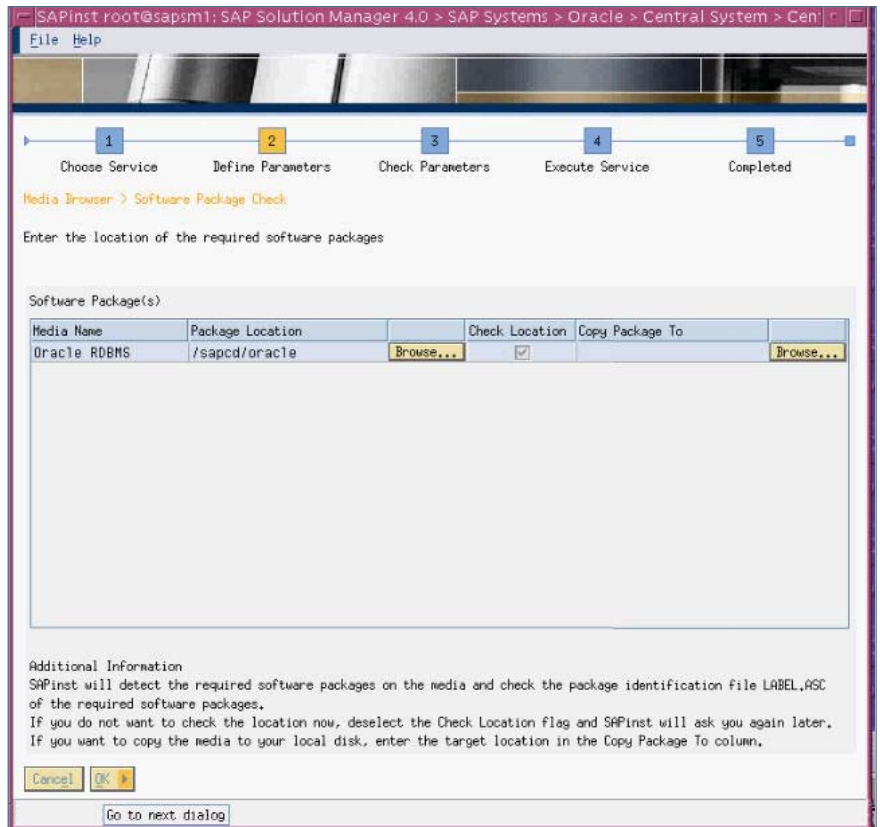 SAPinst root@sapsm1: SAP Solution Manager 4.0 > SAP Systems > Oracle > Central System > Cen
File Help
1 2 3 4 5
Choose Service Define Parameters Check Parameters Execute Service Completed
Media Browser > Software Package Check
Enter the location of the required software packages
Software Package(s)
Media Name Package Location Check Location Copy Package To
Oracle RDBMS /sapcd/oracle Browse... Browse...
Additional Information
SAPinst will detect the required software packages on the media and check the package identification file LABEL.ASC
of the required software packages.
If you do not want to check the location now, deselect the Check Location flag and SAPinst will ask you again later.
If you want to copy the media to your local disk, enter the target location in the Copy Package To column.
Cancel OK
Go to next dialog